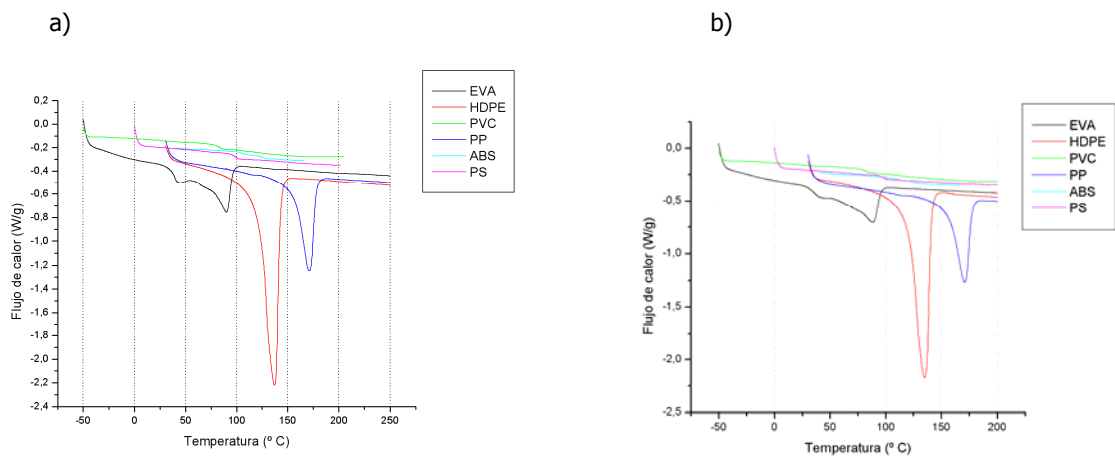 a)
EVA
HDPE
PVC
PP
ABS
PS
0,2
0,0
-0,2
-0,4
-0,6
-0,8
-1,0
-1,2
-1,4
-1,6
-1,8
-2,0
-2,2
-2,4
Flujo de calor (W/g)
-50 0 50 100 150 200 250
Temperatura (º C)
b)
EVA
HDPE
PVC
PP
ABS
PS
0,0
-0,5
-1,0
-1,5
-2,0
-2,5
Flujo de calor (W/g)
-50 0 50 100 150 200
Temperatura (º C)